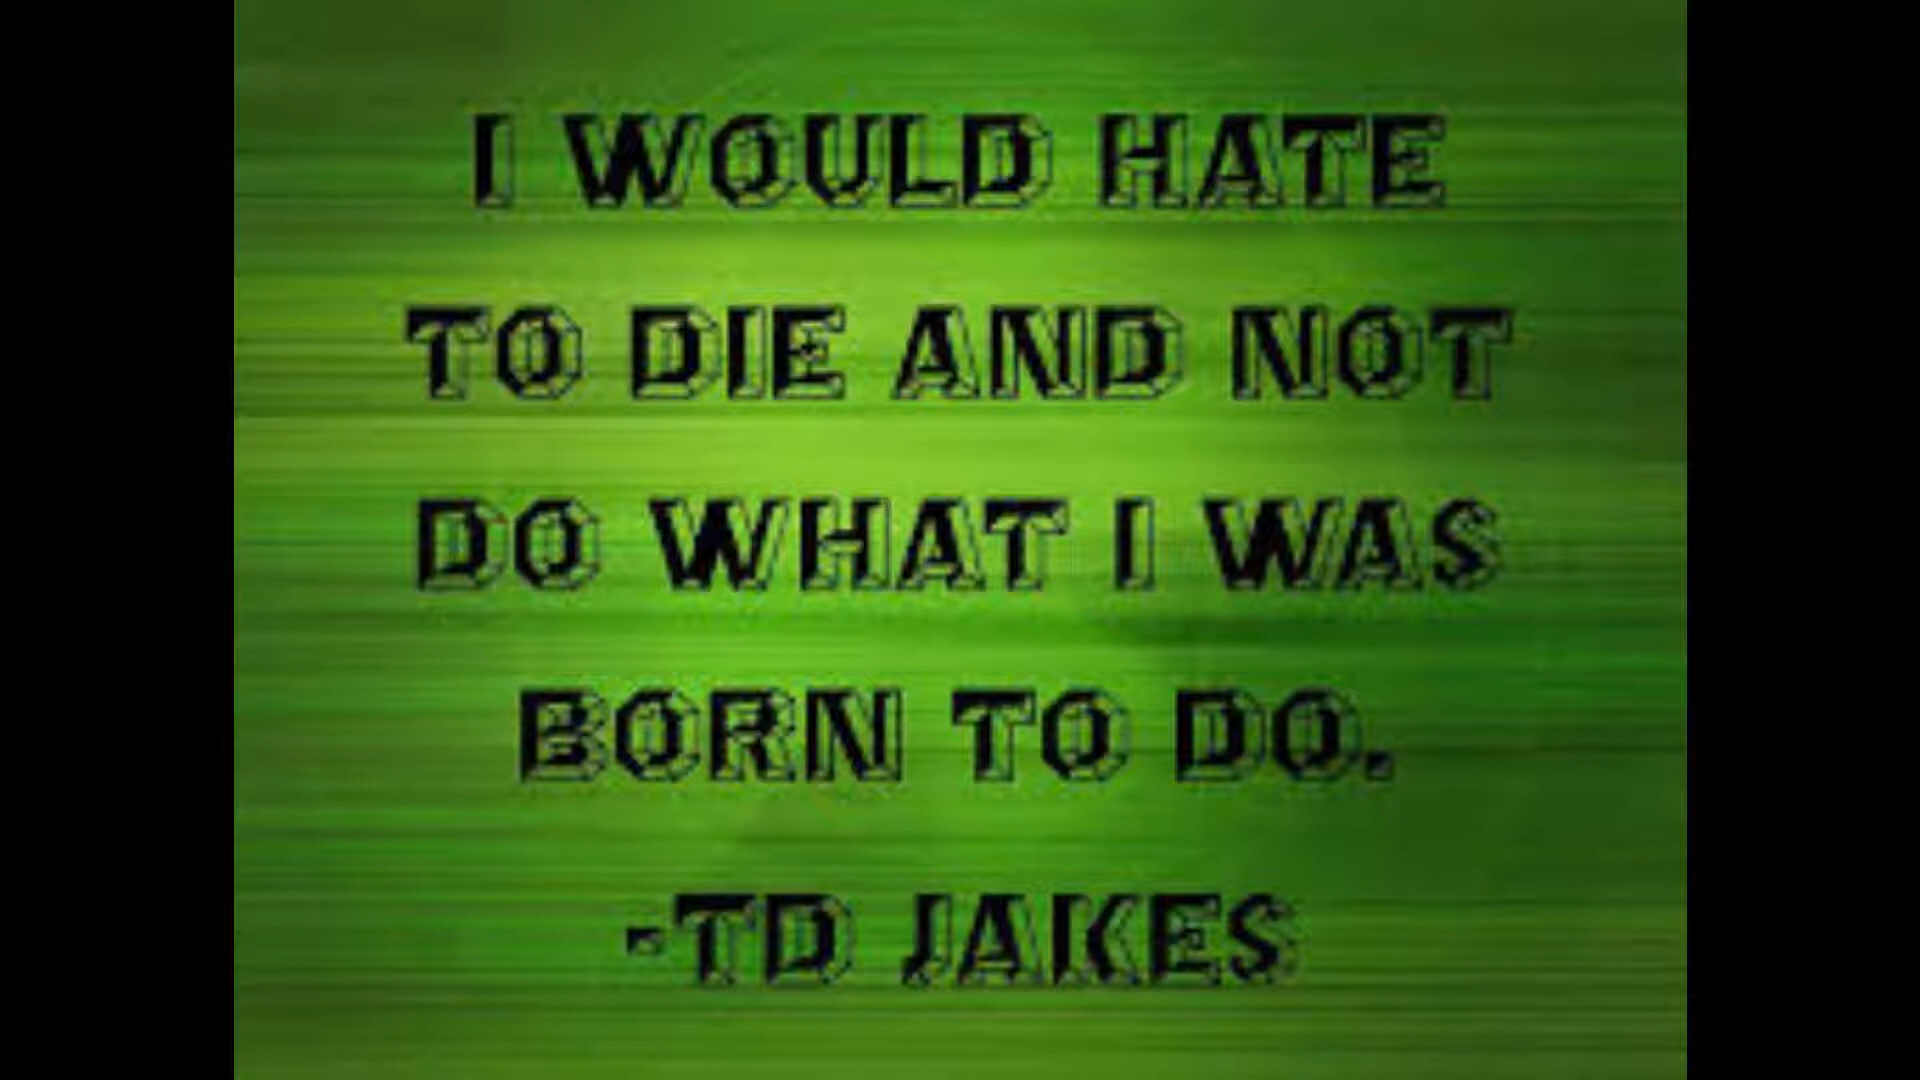 I WOULD HATE
TO DIE AND NOT
DO WHAT I WAS
BORN TO DO.
-TD JAKES